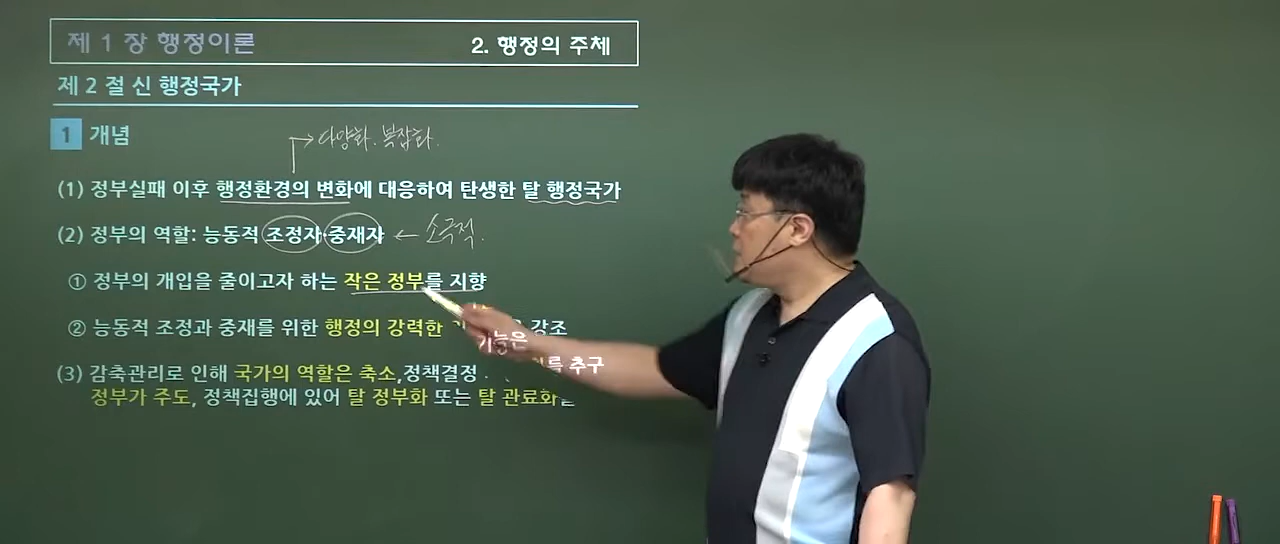 제 1 장 행정이론
2. 행정의 주체
제 2 절 신 행정국가
1 개념
다양화. 복잡화.
(1) 정부실패 이후 행정환경의 변화에 대응하여 탄생한 탈 행정국가
(2) 정부의 역할: 능동적 조정자·중재자 ← 소극적.
① 정부의 개입을 줄이고자 하는 작은 정부를 지향
② 능동적 조정과 중재를 위한 행정의 강력한 기능은 강조
(3) 감축관리로 인해 국가의 역할은 축소,정책결정
정부가 주도, 정책집행에 있어 탈 정부화 또는 탈 관료화를 추구